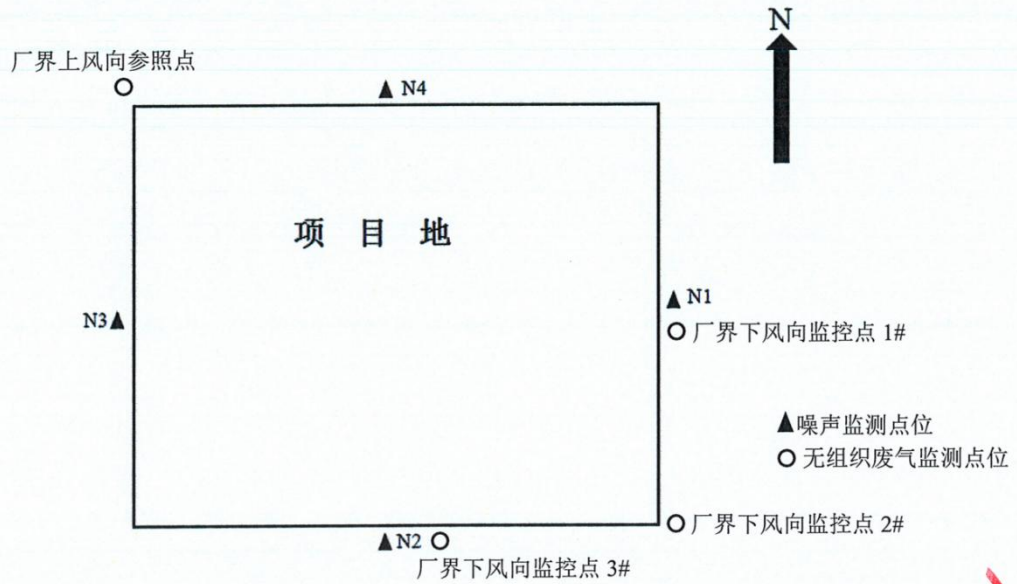 N
厂界上风向参照点
N4
项 目 地
N1
N3
厂界下风向监控点 1#
噪声监测点位
无组织废气监测点位
厂界下风向监控点 2#
N2
厂界下风向监控点 3#